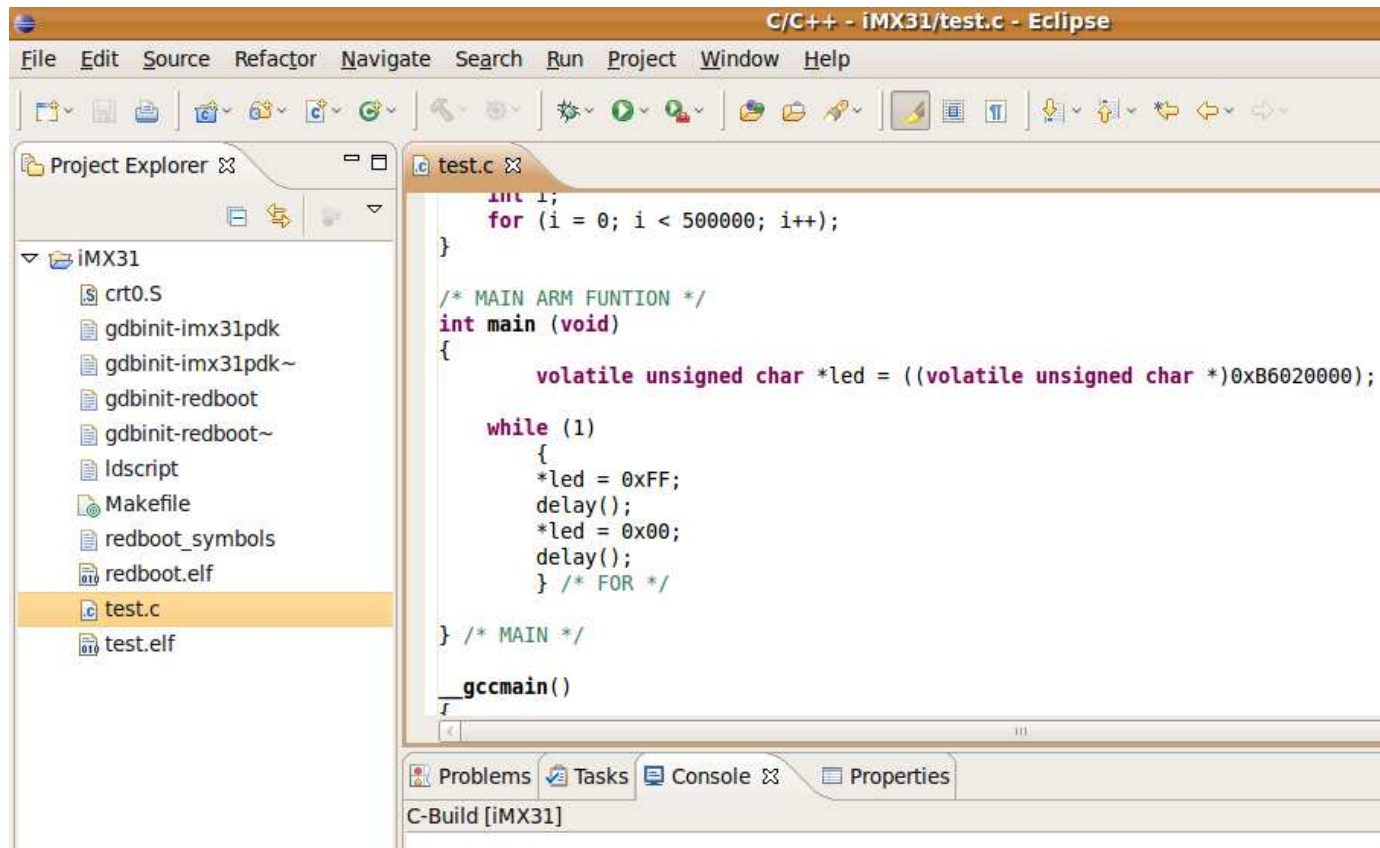 C/C++ - iMX31/test.c - Eclipse
File Edit Source Refactor Navigate Search Run Project Window Help
Project Explorer
iMX31
crt0.S
gdbinit-imx31pdk
gdbinit-imx31pdk~
gdbinit-redboot
gdbinit-redboot~
ldscript
Makefile
redboot_symbols
redboot.elf
test.c
test.elf
test.c
int i;
for (i = 0; i < 500000; i++);
}
/* MAIN ARM FUNTION */
int main (void)
{
volatile unsigned char *led = ((volatile unsigned char *)0xB6020000);
while (1)
{
*led = 0xFF;
delay();
*led = 0x00;
delay();
} /* FOR */
} /* MAIN */
__gccmain()
{
Problems Tasks Console Properties
C-Build [iMX31]